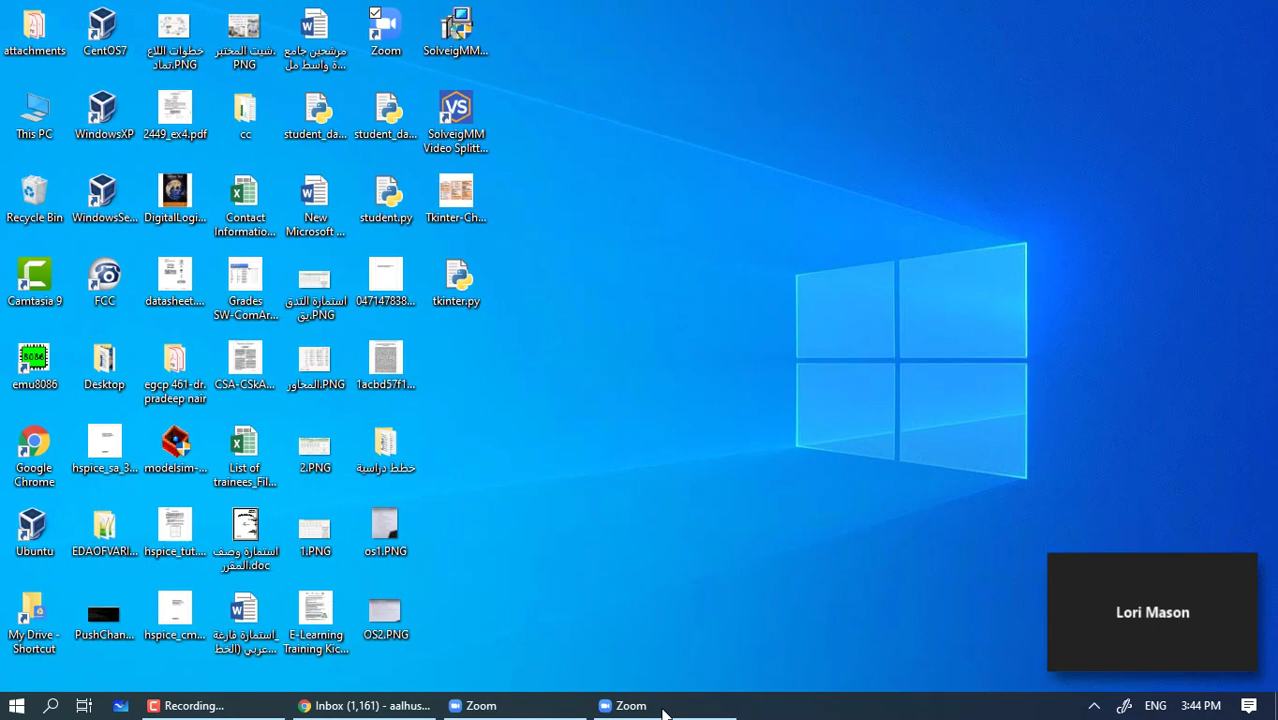 attachments
CentOS7
خطوات اللاع
تماد.PNG
شيت المختبر.
PNG
مرشحين جامع
ة واسط مل...
Zoom
SolveigMM...
This PC
WindowsXP
2449_ex4.pdf
cc
student_da...
student_da...
SolveigMM
Video Splitt...
Recycle Bin
WindowsSe...
DigitalLogi...
Contact
Informatio...
New
Microsoft ...
student.py
Tkinter-Ch...
Camtasia 9
FCC
datasheet....
Grades
SW-ComAr...
استمارة التدق
يق.PNG
047147838...
tkinter.py
8086
emu8086
Desktop
egcp 461-dr.
pradeep nair
CSA-CSkA...
المحاور.PNG
1acbd57f1...
Google
Chrome
hspice_sa_3...
modelsim-...
List of
trainees_Fil...
2.PNG
خطط دراسية
Ubuntu
EDAOFVARI...
hspice_tut....
استمارة وصف
المقرر.doc
1.PNG
os1.PNG
My Drive -
Shortcut
PushChan...
hspice_cm...
استمارة فارغة_
عربي (الخط...
E-Learning
Training Kic...
OS2.PNG
Lori Mason
Recording...
Inbox (1,161) - aalhus...
Zoom
Zoom
ENG
3:44 PM